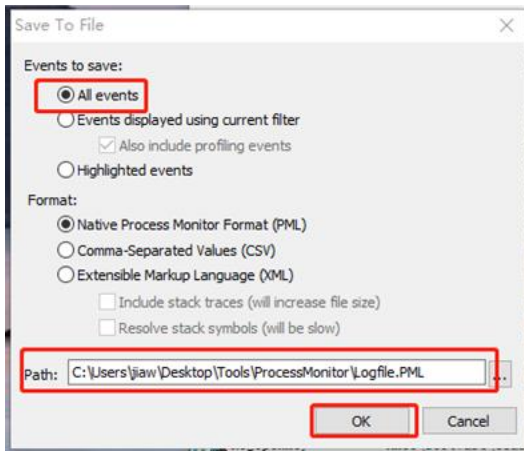 Save To File
Events to save:
All events
Events displayed using current filter
Also include profiling events
Highlighted events
Format:
Native Process Monitor Format (PML)
Comma-Separated Values (CSV)
Extensible Markup Language (XML)
Include stack traces (will increase file size)
Resolve stack symbols (will be slow)
Path: C:\Users\jiaw\Desktop\Tools\ProcessMonitor\Logfile.PML ...
OK Cancel